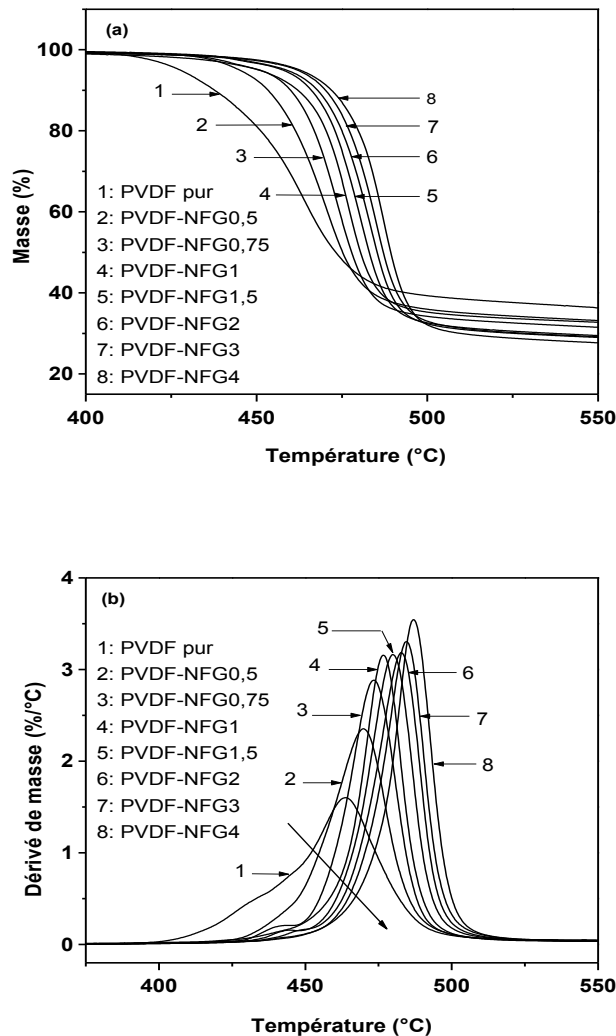 (a)
100
80
60
40
20
Masse (%)
1
2
3
4
8
7
6
5
1: PVDF pur
2: PVDF-NFG0,5
3: PVDF-NFG0,75
4: PVDF-NFG1
5: PVDF-NFG1,5
6: PVDF-NFG2
7: PVDF-NFG3
8: PVDF-NFG4
400 450 500 550
Température (°C)
(b)
4
3
2
1
0
Dérivé de masse (%/°C)
1: PVDF pur
2: PVDF-NFG0,5
3: PVDF-NFG0,75
4: PVDF-NFG1
5: PVDF-NFG1,5
6: PVDF-NFG2
7: PVDF-NFG3
8: PVDF-NFG4
5
4
3
2
1
6
7
8
400 450 500 550
Température (°C)